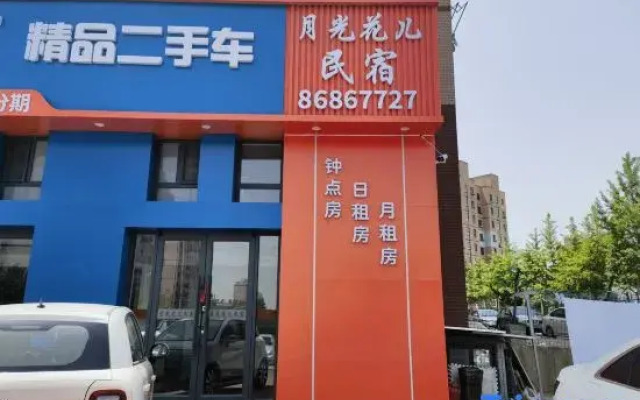 精品二手车
分期
月光花儿
民宿
86867727
钟点房
日租房
月租房